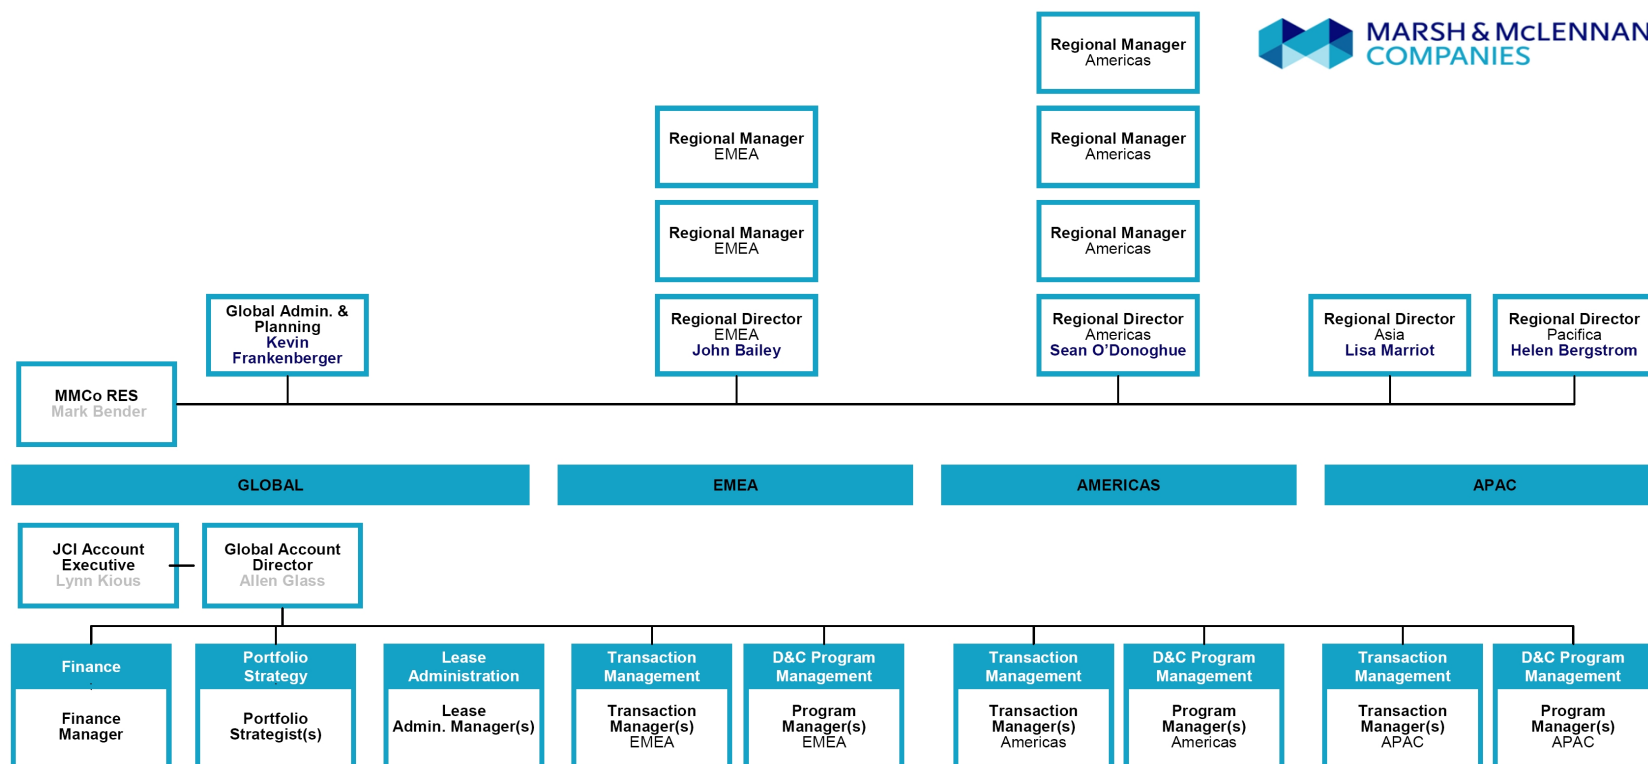 MARSH & McLENNAN
COMPANIES
Regional Manager
Americas
Regional Manager
EMEA
Regional Manager
Americas
Regional Manager
EMEA
Regional Manager
Americas
Global Admin. &
Planning
Kevin
Frankenberger
Regional Director
EMEA
John Bailey
Regional Director
Americas
Sean O’Donoghue
Regional Director
Asia
Lisa Marriot
Regional Director
Pacifica
Helen Bergstrom
MMCo RES
Mark Bender
GLOBAL
EMEA
AMERICAS
APAC
JCI Account
Executive
Lynn Kious
Global Account
Director
Allen Glass
Finance
Finance
Manager
Portfolio
Strategy
Portfolio
Strategist(s)
Lease
Administration
Lease
Admin. Manager(s)
Transaction
Management
Transaction
Manager(s)
EMEA
D&C Program
Management
Program
Manager(s)
EMEA
Transaction
Management
Transaction
Manager(s)
Americas
D&C Program
Management
Program
Manager(s)
Americas
Transaction
Management
Transaction
Manager(s)
APAC
D&C Program
Management
Program
Manager(s)
APAC